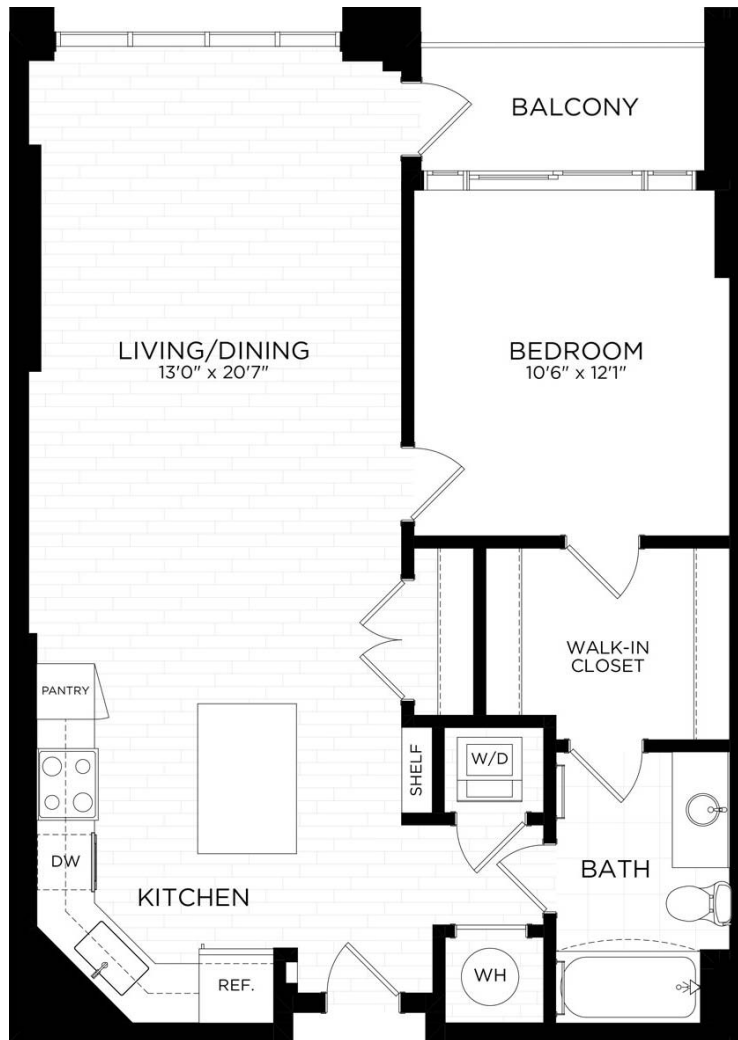 BALCONY
LIVING/DINING
13'0" x 20'7"
BEDROOM
10'6" x 12'1"
WALK-IN
CLOSET
PANTRY
SHELF
W/D
DW
BATH
KITCHEN
REF.
WH